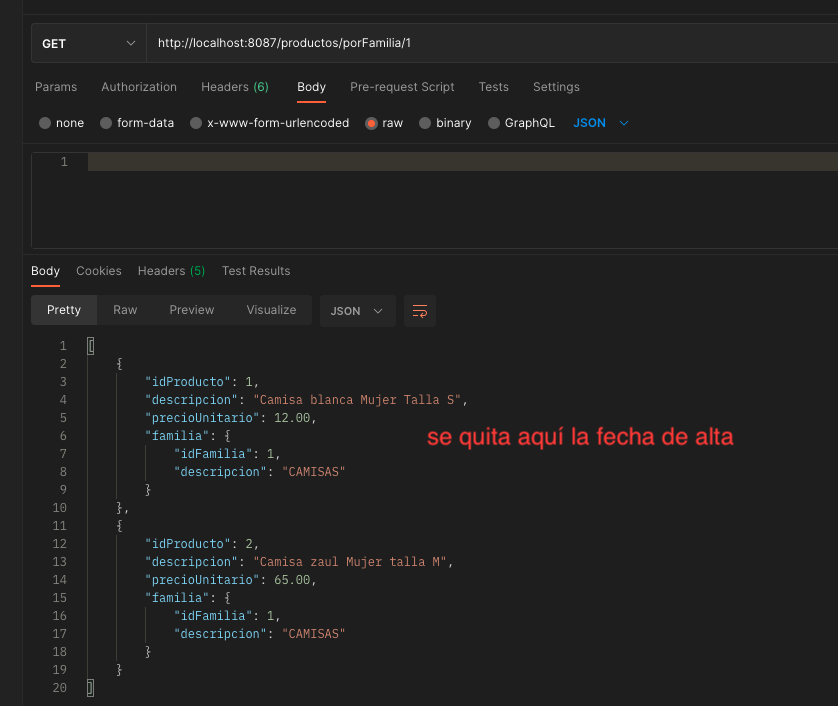 GET http://localhost:8087/productos/porFamilia/1
Params Authorization Headers (6) Body Pre-request Script Tests Settings
none form-data x-www-form-urlencoded raw binary GraphQL JSON
1
Body Cookies Headers (5) Test Results
Pretty Raw Preview Visualize JSON
1 [
2 {
3 "idProducto": 1,
4 "descripcion": "Camisa blanca Mujer Talla S",
5 "precioUnitario": 12.00,
6 "familia": {
se quita aquí la fecha de alta
7 "idFamilia": 1,
8 "descripcion": "CAMISAS"
9 }
10 },
11 {
12 "idProducto": 2,
13 "descripcion": "Camisa zaul Mujer talla M",
14 "precioUnitario": 65.00,
15 "familia": {
16 "idFamilia": 1,
17 "descripcion": "CAMISAS"
18 }
19 }
20 ]